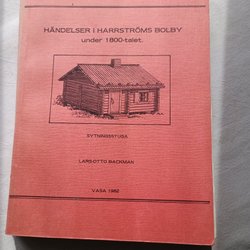 HÄNDELSER I HARRSTRÖMS BOLBY
under 1800-talet.
SYTNINGSSTUGA
LARS-OTTO BACKMAN
VASA 1982